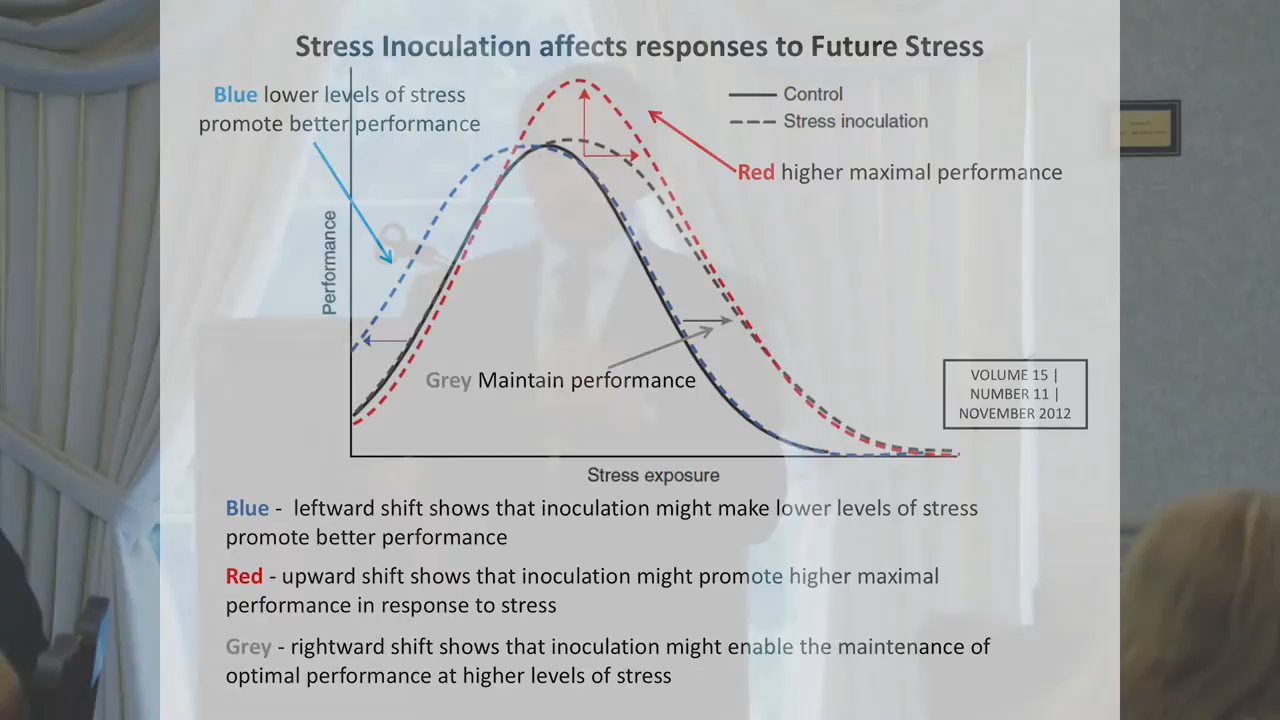 Stress Inoculation affects responses to Future Stress
Blue lower levels of stress
promote better performance
Control
Stress inoculation
Red higher maximal performance
Performance
Grey Maintain performance
VOLUME 15 |
NUMBER 11 |
NOVEMBER 2012
Stress exposure
Blue - leftward shift shows that inoculation might make lower levels of stress
promote better performance
Red - upward shift shows that inoculation might promote higher maximal
performance in response to stress
Grey - rightward shift shows that inoculation might enable the maintenance of
optimal performance at higher levels of stress